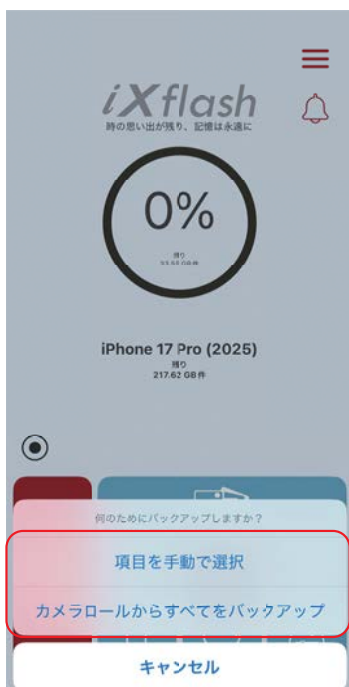 iXflash
時の思い出が残り、記憶は永遠に
0%
残り
iPhone 17 Pro (2025)
残り
217.62 GB 件
何のためにバックアップしますか？
項目を手動で選択
カメラロールからすべてをバックアップ
キャンセル